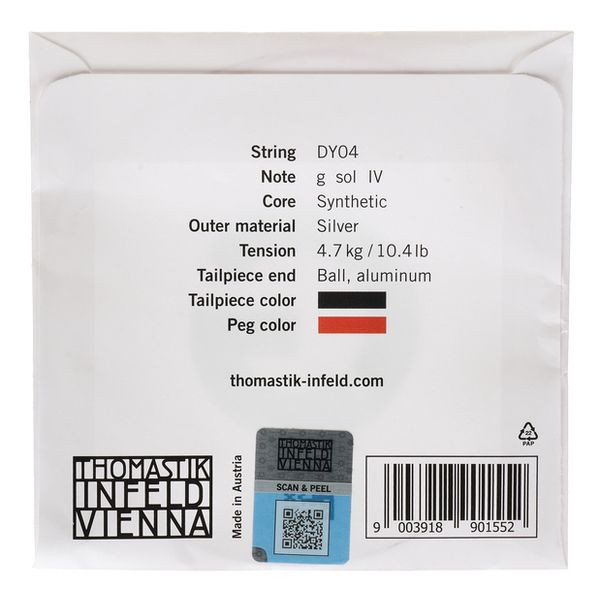 String DY04
Note g sol IV
Core Synthetic
Outer material Silver
Tension 4.7 kg / 10.4 lb
Tailpiece end Ball, aluminum
Tailpiece color
Peg color
thomastik-infeld.com
THOMASTIK
INFELD
VIENNA
Made in Austria
THOMASTIK
INFELD
VIENNA
SCAN & PEEL
22
PAP
9 003918 901552